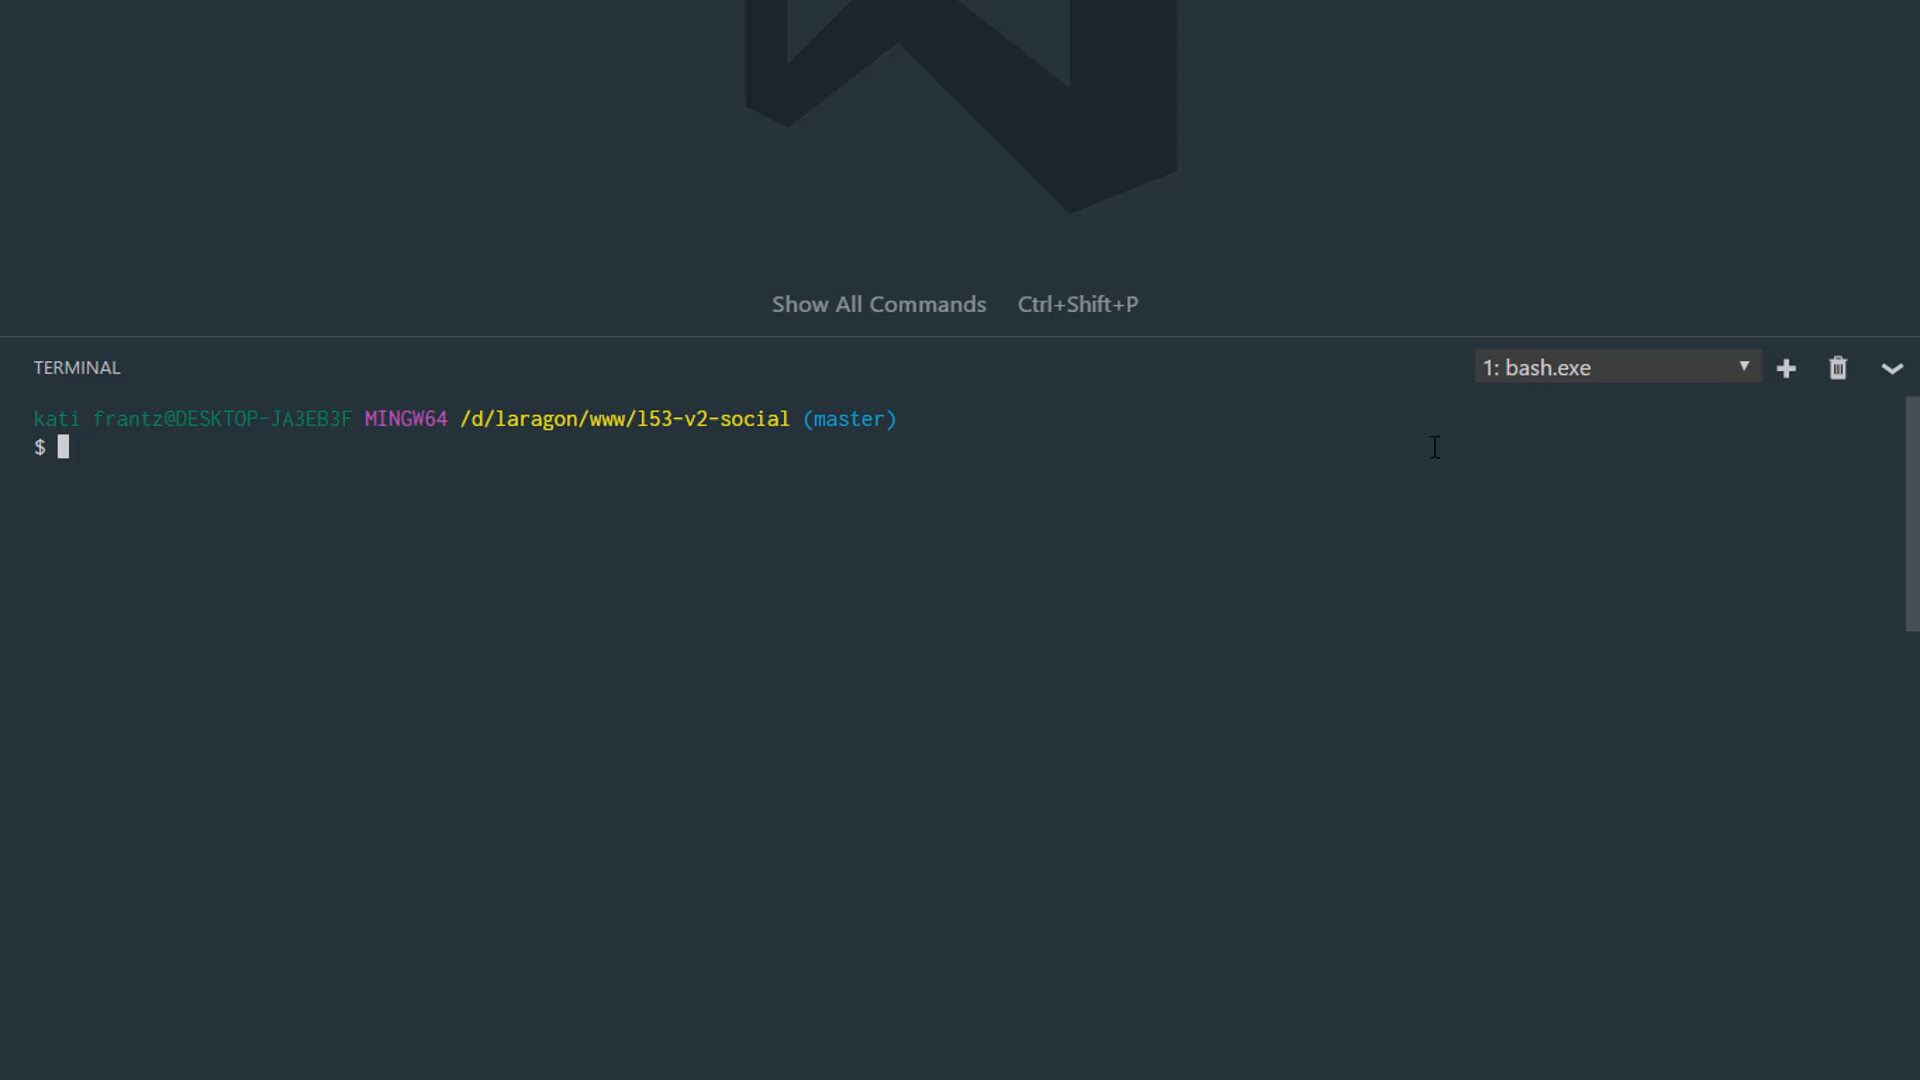 Show All Commands Ctrl+Shift+P
TERMINAL
1: bash.exe
kati frantz@DESKTOP-JA3EB3F MINGW64 /d/laragon/www/l53-v2-social (master)
$